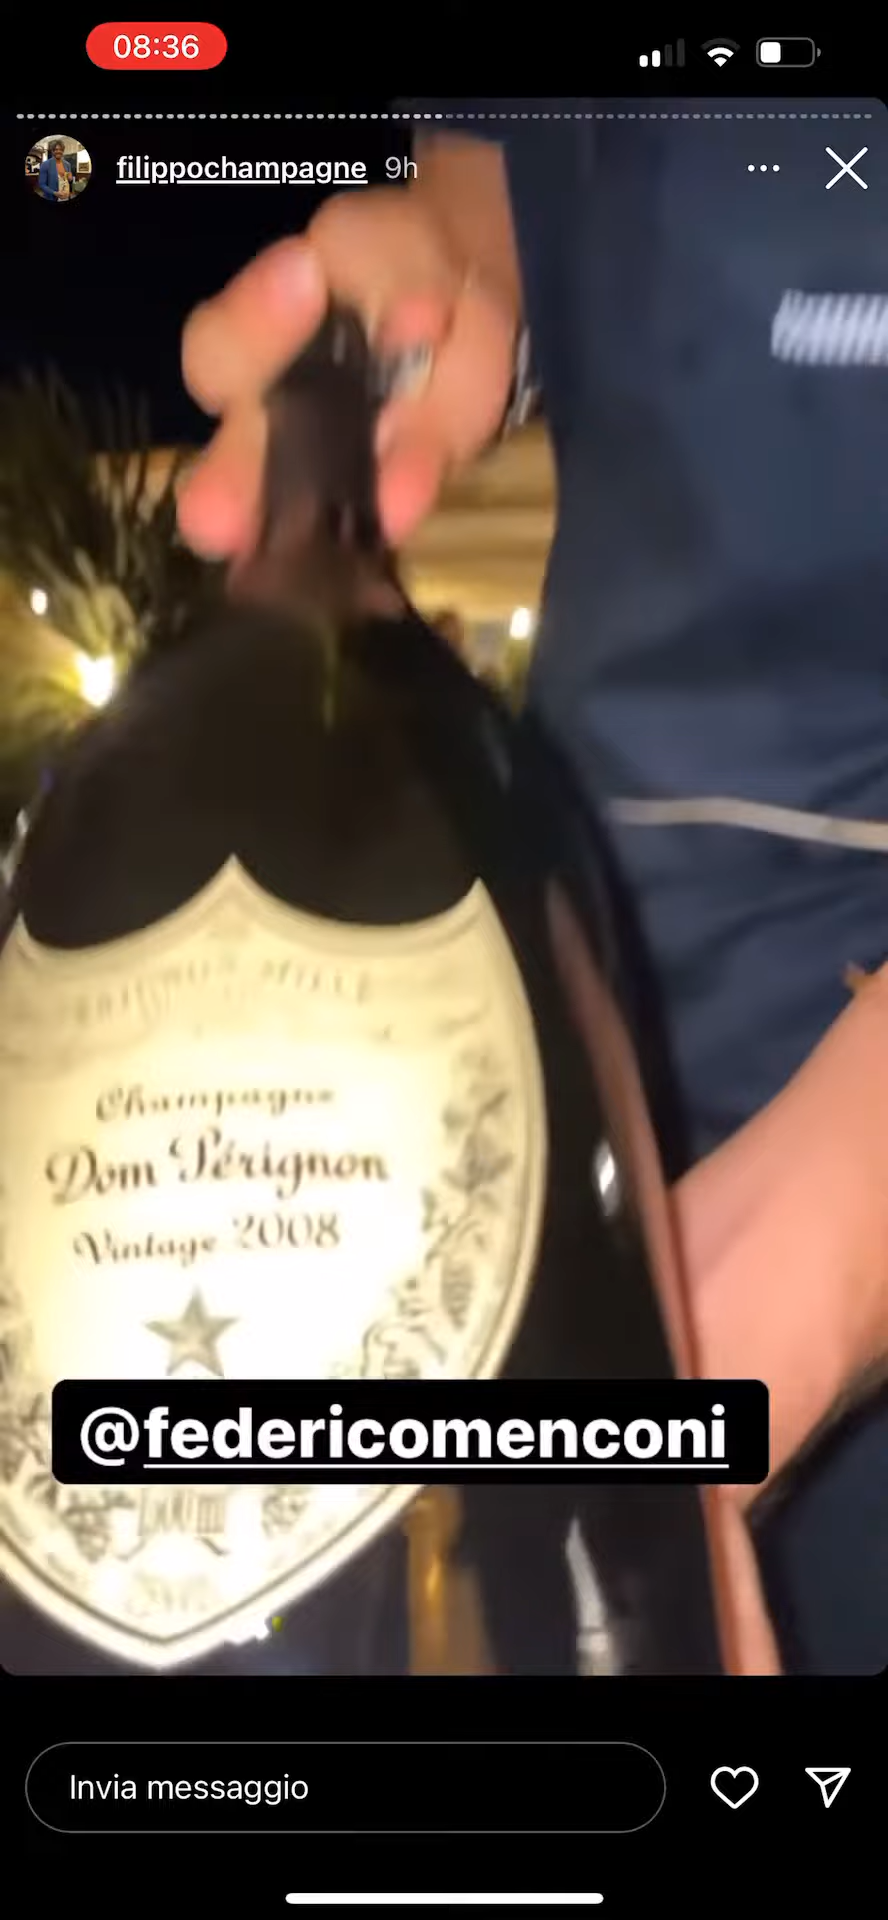 08:36
filippochampagne 9h
Champagne
Dom Pérignon
Vintage 2008
@federicomenconi
Invia messaggio